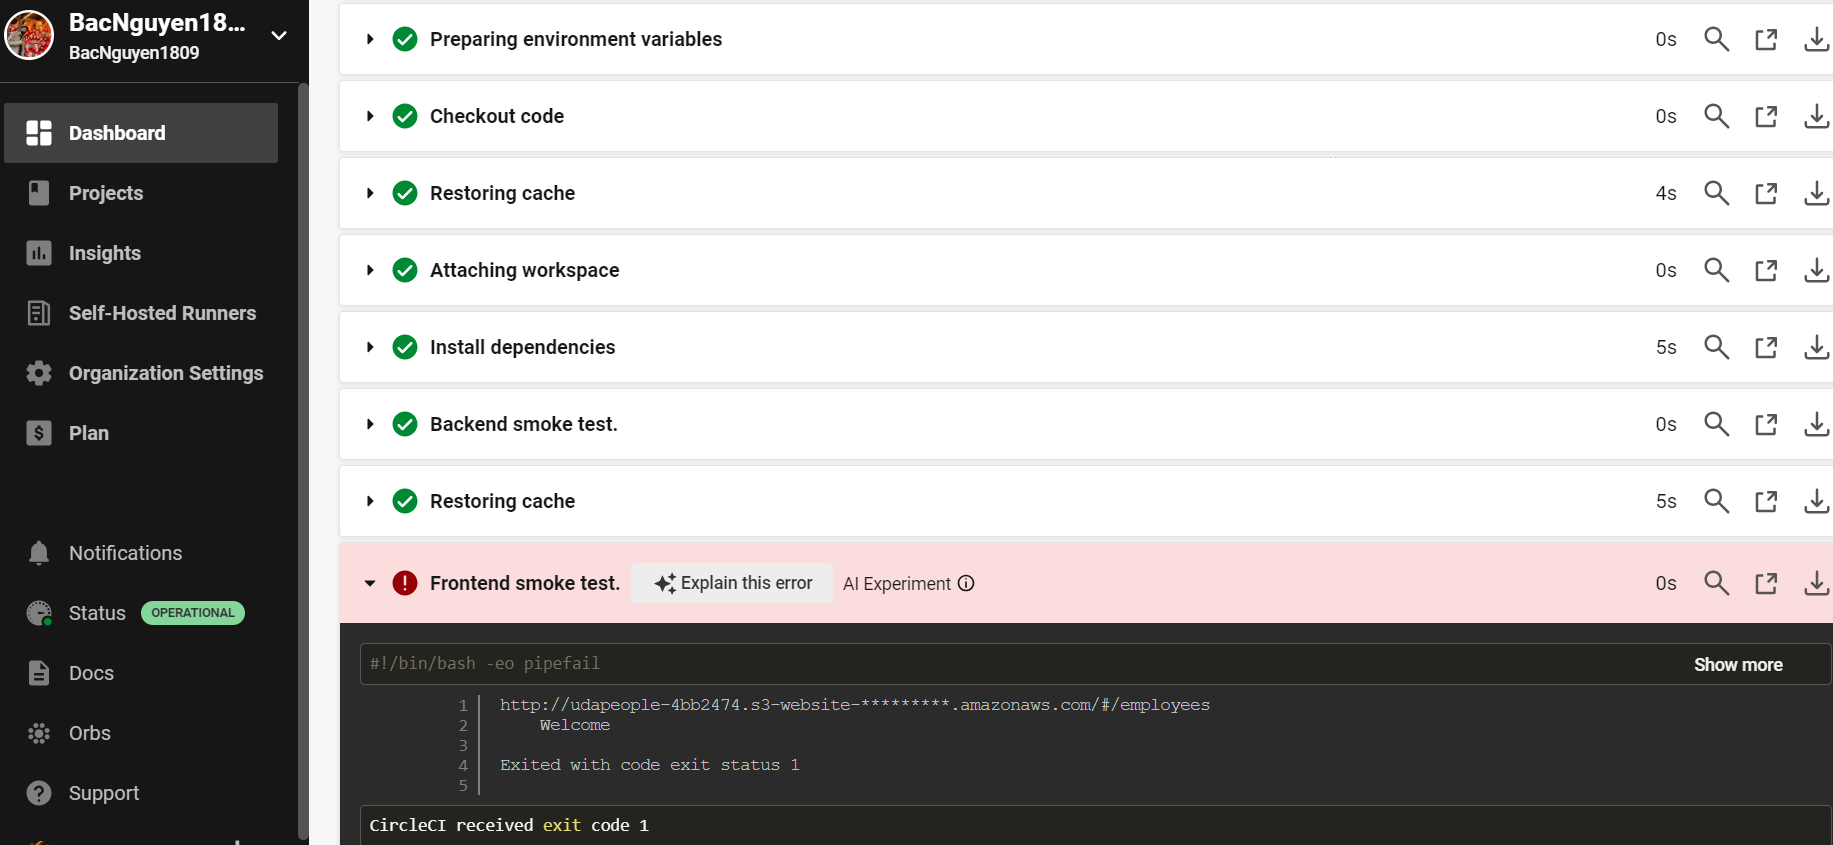 BacNguyen18...
BacNguyen1809
Dashboard
Projects
Insights
Self-Hosted Runners
Organization Settings
Plan
Notifications
Status OPERATIONAL
Docs
Orbs
Support
Preparing environment variables 0s
Checkout code 0s
Restoring cache 4s
Attaching workspace 0s
Install dependencies 5s
Backend smoke test. 0s
Restoring cache 5s
Frontend smoke test. Explain this error AI Experiment 0s
#!/bin/bash -eo pipefail Show more
1 http://udapeople-4bb2474.s3-website-*********.amazonaws.com/#/employees
2 Welcome
3
4 Exited with code exit status 1
5
CircleCI received exit code 1